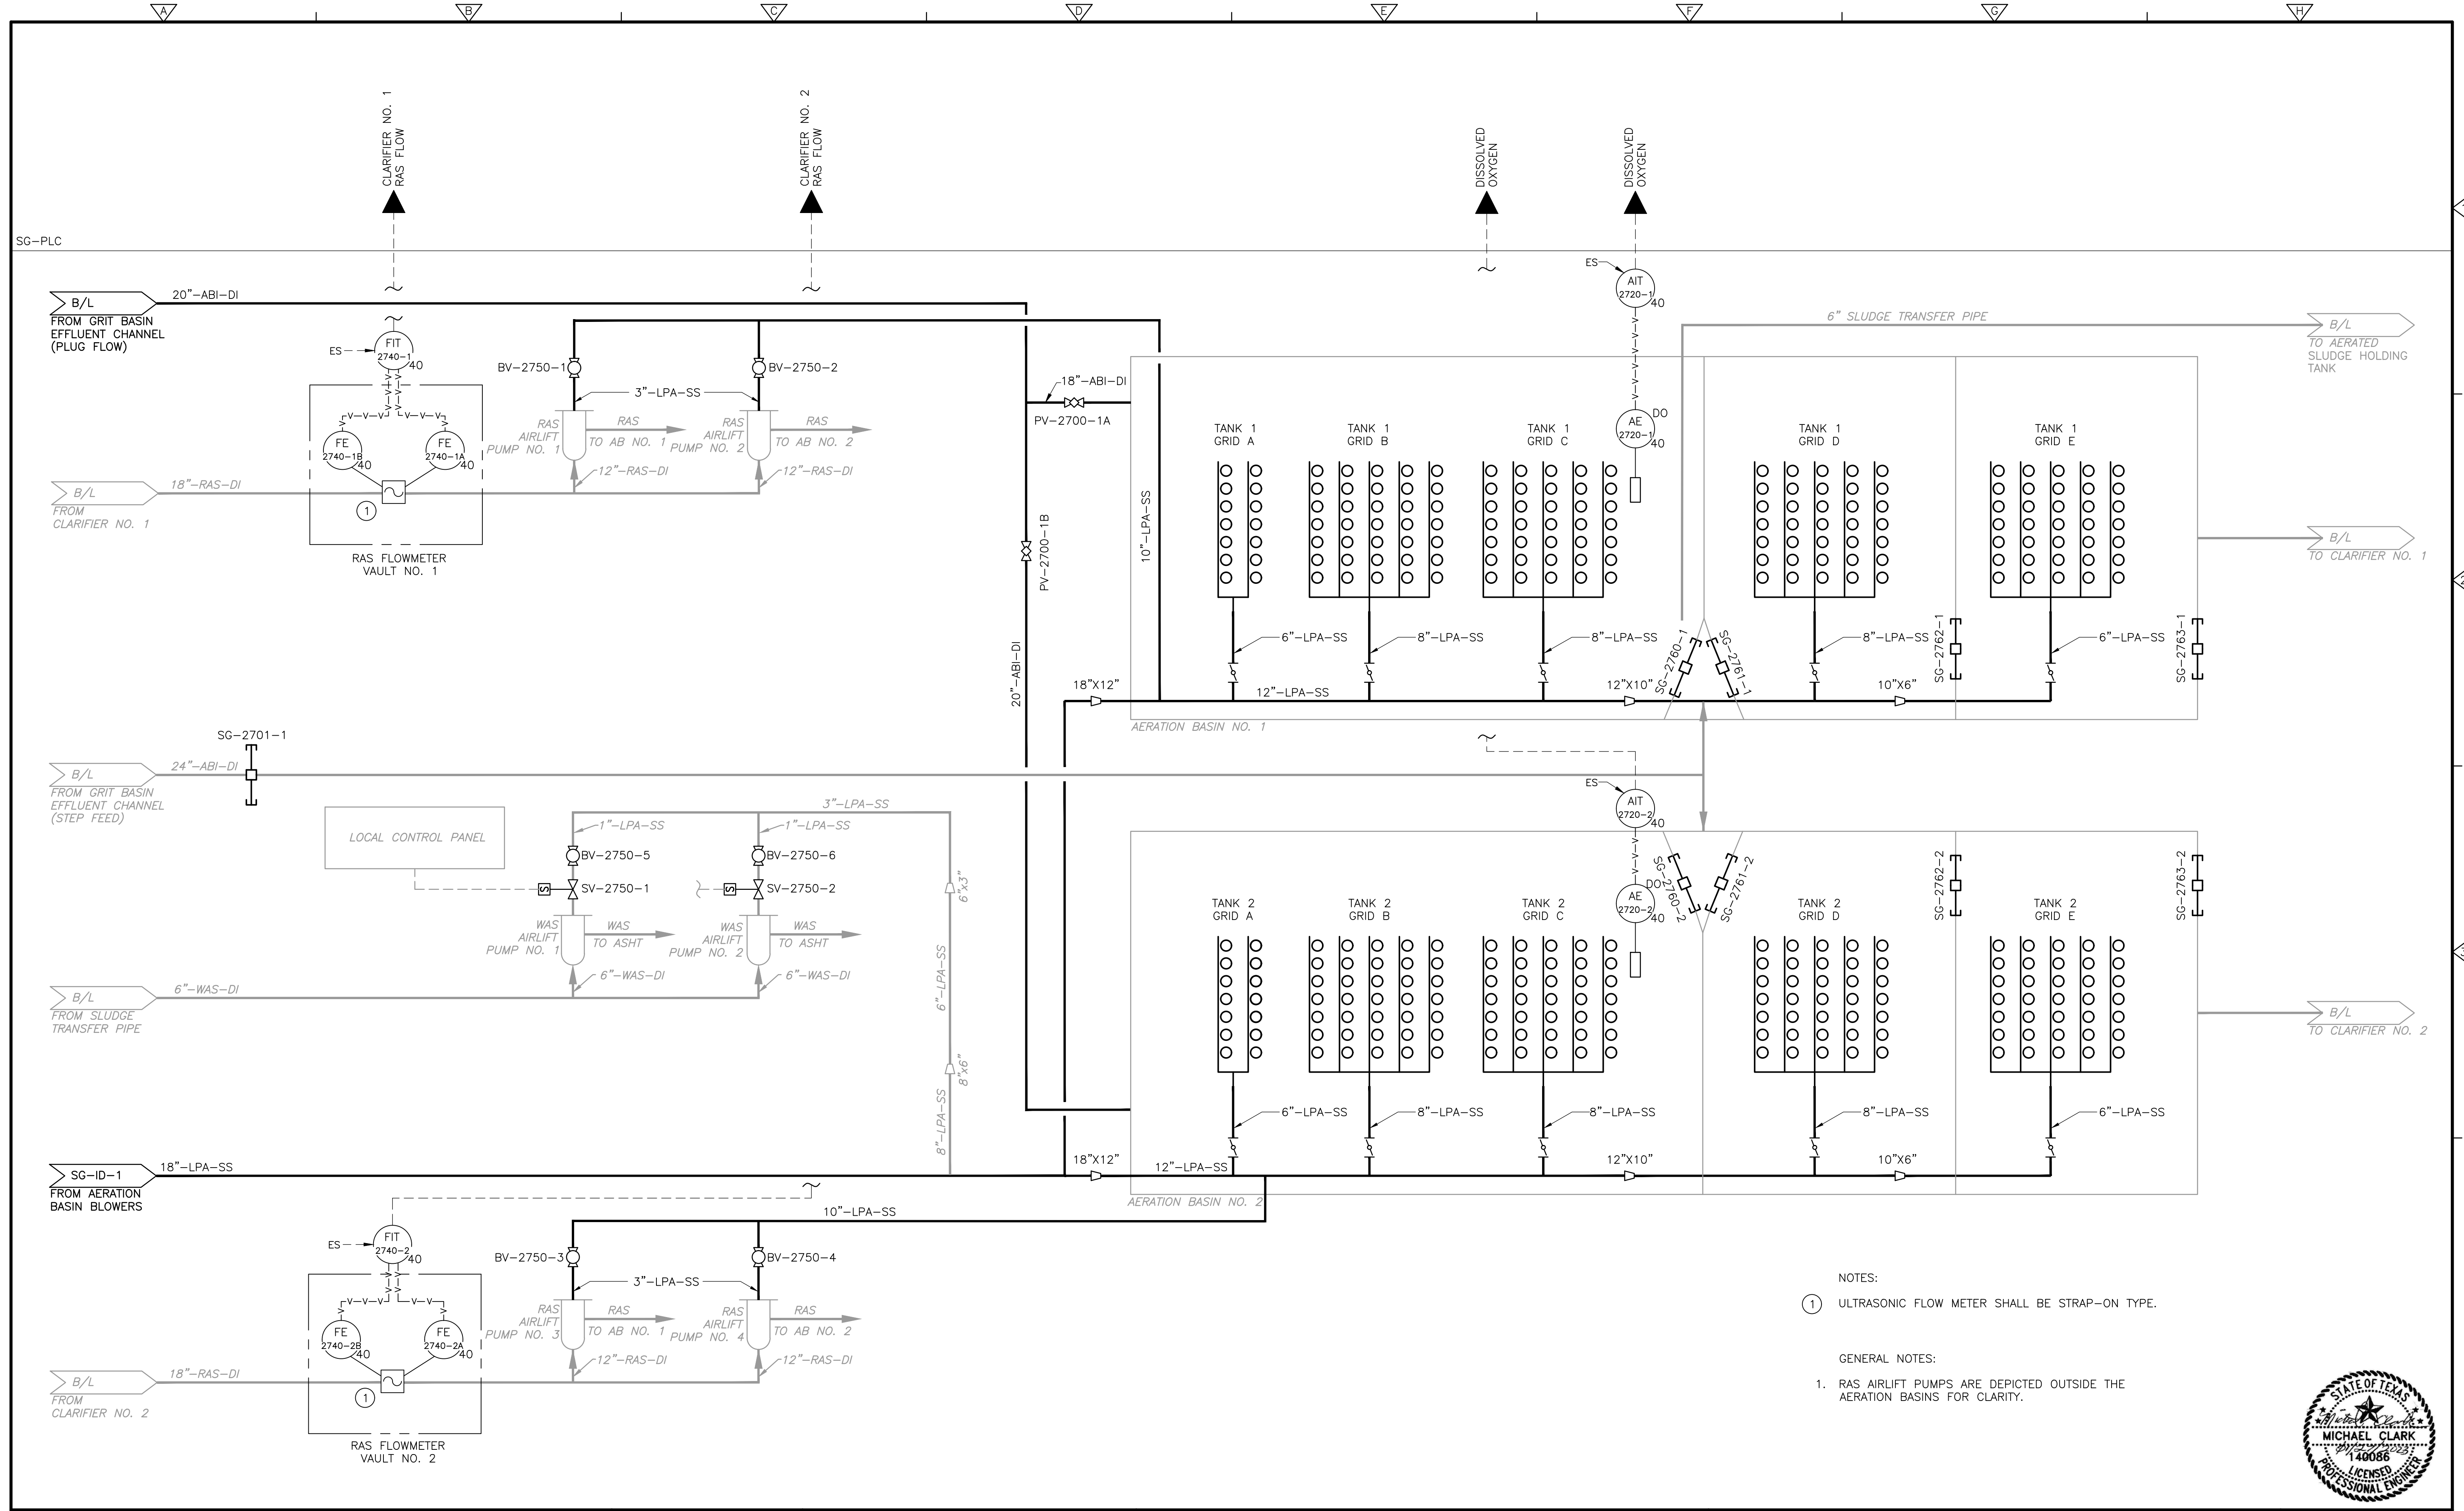 A
B
C
D
E
F
G
H
CLARIFIER NO. 1
RAS FLOW
CLARIFIER NO. 2
RAS FLOW
DISSOLVED
OXYGEN
DISSOLVED
OXYGEN
SG-PLC
B/L
20"-ABI-DI
FROM GRIT BASIN
EFFLUENT CHANNEL
(PLUG FLOW)
ES
FIT
2740-1
40
V-V-V
V-V-V
FE
2740-1B
40
FE
2740-1A
40
1
RAS FLOWMETER
VAULT NO. 1
B/L
18"-RAS-DI
FROM
CLARIFIER NO. 1
BV-2750-1
BV-2750-2
3"-LPA-SS
RAS
AIRLIFT
PUMP NO. 1
RAS
TO AB NO. 1
RAS
AIRLIFT
PUMP NO. 2
RAS
TO AB NO. 2
12"-RAS-DI
12"-RAS-DI
18"-ABI-DI
PV-2700-1A
PV-2700-1B
20"-ABI-DI
10"-LPA-SS
ES
AIT
2720-1
40
AE
2720-1
DO
40
6" SLUDGE TRANSFER PIPE
B/L
TO AERATED
SLUDGE HOLDING
TANK
TANK 1
GRID A
TANK 1
GRID B
TANK 1
GRID C
TANK 1
GRID D
TANK 1
GRID E
B/L
TO CLARIFIER NO. 1
6"-LPA-SS
8"-LPA-SS
8"-LPA-SS
SG-2760-1
SG-2761-1
8"-LPA-SS
SG-2762-1
6"-LPA-SS
SG-2763-1
18"X12"
12"-LPA-SS
12"X10"
10"X6"
AERATION BASIN NO. 1
SG-2701-1
B/L
24"-ABI-DI
FROM GRIT BASIN
EFFLUENT CHANNEL
(STEP FEED)
LOCAL CONTROL PANEL
3"-LPA-SS
1"-LPA-SS
1"-LPA-SS
BV-2750-5
BV-2750-6
S
SV-2750-1
S
SV-2750-2
WAS
AIRLIFT
PUMP NO. 1
WAS
TO ASHT
WAS
AIRLIFT
PUMP NO. 2
WAS
TO ASHT
6"-WAS-DI
6"-WAS-DI
B/L
6"-WAS-DI
FROM SLUDGE
TRANSFER PIPE
6"x3"
6"-LPA-SS
8"x6"
8"-LPA-SS
ES
AIT
2720-2
40
AE
2720-2
DO
40
SG-2760-2
SG-2761-2
SG-2762-2
SG-2763-2
TANK 2
GRID A
TANK 2
GRID B
TANK 2
GRID C
TANK 2
GRID D
TANK 2
GRID E
B/L
TO CLARIFIER NO. 2
6"-LPA-SS
8"-LPA-SS
8"-LPA-SS
8"-LPA-SS
6"-LPA-SS
SG-ID-1
18"-LPA-SS
FROM AERATION
BASIN BLOWERS
18"X12"
12"-LPA-SS
12"X10"
10"X6"
AERATION BASIN NO. 2
10"-LPA-SS
ES
FIT
2740-2
40
V-V-V
V-V-
FE
2740-2B
40
FE
2740-2A
40
1
RAS FLOWMETER
VAULT NO. 2
B/L
18"-RAS-DI
FROM
CLARIFIER NO. 2
BV-2750-3
BV-2750-4
3"-LPA-SS
RAS
AIRLIFT
PUMP NO. 3
RAS
TO AB NO. 1
RAS
AIRLIFT
PUMP NO. 4
RAS
TO AB NO. 2
12"-RAS-DI
12"-RAS-DI
NOTES:
1 ULTRASONIC FLOW METER SHALL BE STRAP-ON TYPE.
GENERAL NOTES:
1. RAS AIRLIFT PUMPS ARE DEPICTED OUTSIDE THE
AERATION BASINS FOR CLARITY.
STATE OF TEXAS
MICHAEL CLARK
140086
LICENSED
PROFESSIONAL ENGINEER